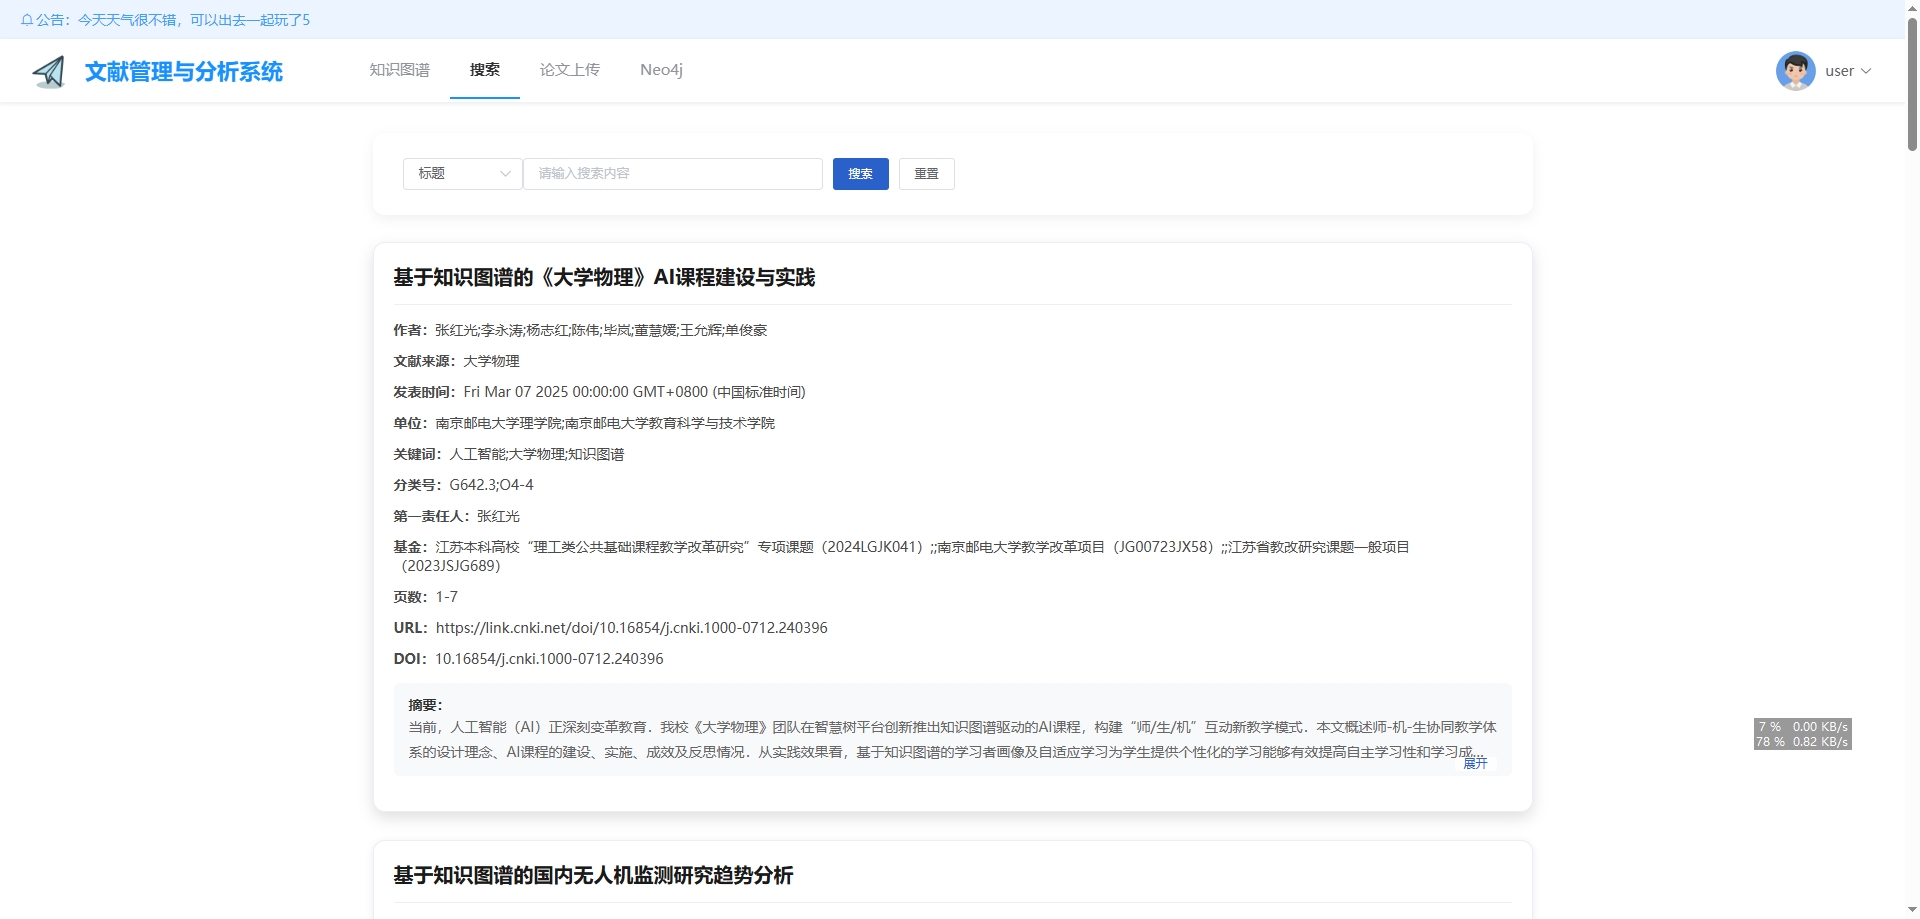 公告：今天天气很不错，可以出去一起玩了5
文献管理与分析系统
知识图谱
搜索
论文上传
Neo4j
user
标题
请输入搜索内容
搜索
重置
基于知识图谱的《大学物理》AI课程建设与实践
作者：张红光;李永涛;杨志红;陈伟;毕岚;董慧媛;王允辉;单俊豪
文献来源：大学物理
发表时间：Fri Mar 07 2025 00:00:00 GMT+0800 (中国标准时间)
单位：南京邮电大学理学院;南京邮电大学教育科学与技术学院
关键词：人工智能;大学物理;知识图谱
分类号：G642.3;O4-4
第一责任人：张红光
基金：江苏本科高校“理工类公共基础课程教学改革研究”专项课题（2024LGJK041）;;南京邮电大学教学改革项目（JG00723JX58）;;江苏省教改研究课题一般项目
（2023JSJG689）
页数：1-7
URL：https://link.cnki.net/doi/10.16854/j.cnki.1000-0712.240396
DOI：10.16854/j.cnki.1000-0712.240396
摘要：
当前，人工智能（AI）正深刻变革教育．我校《大学物理》团队在智慧树平台创新推出知识图谱驱动的AI课程，构建“师/生/机”互动新教学模式．本文概述师-机-生协同教学体
系的设计理念、AI课程的建设、实施、成效及反思情况．从实践效果看，基于知识图谱的学习者画像及自适应学习为学生提供个性化的学习能够有效提高自主学习性和学习成...
展开
7 % 0.00 KB/s
78 % 0.82 KB/s
基于知识图谱的国内无人机监测研究趋势分析